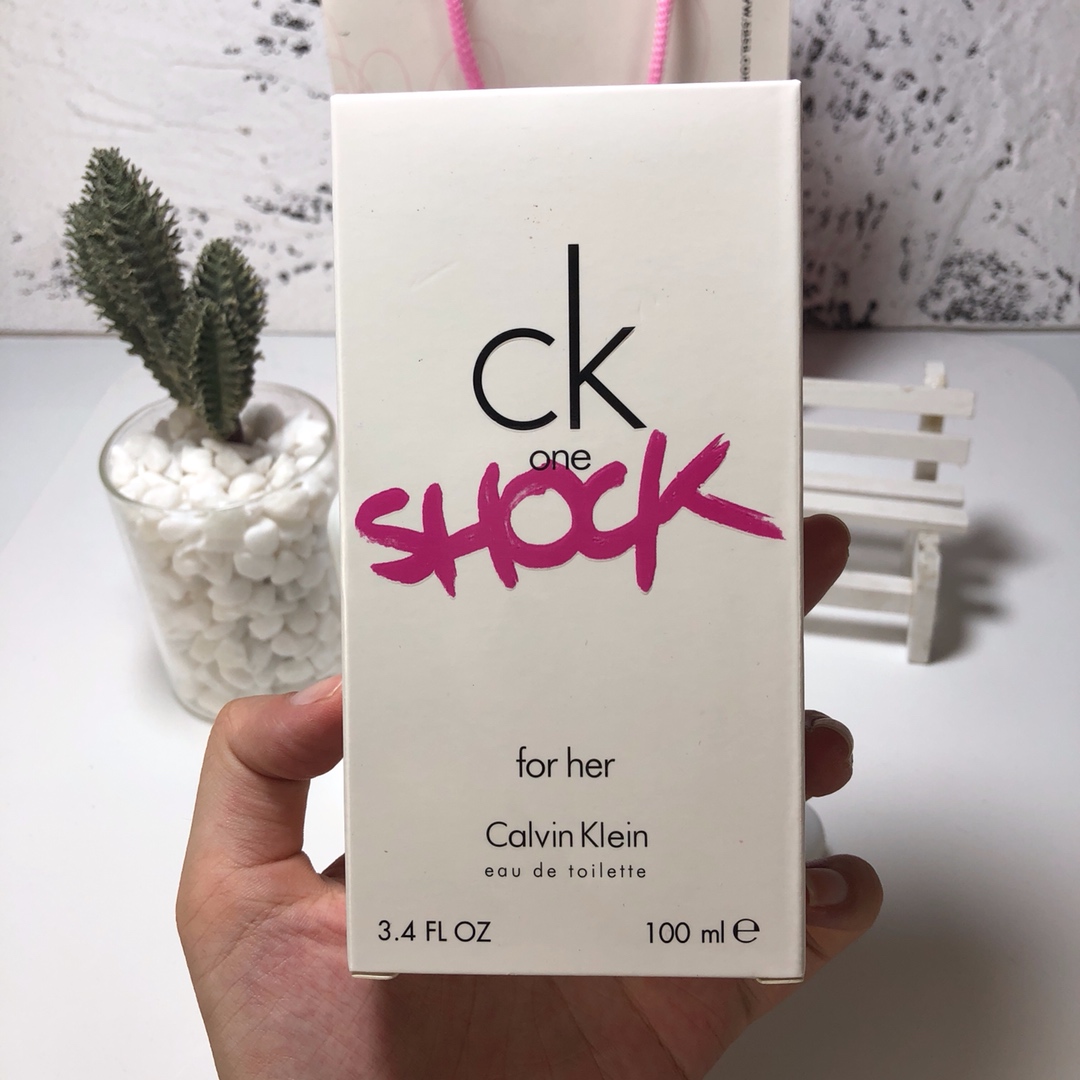 ck
one
SHOCK
for her
Calvin Klein
eau de toilette
3.4 FL OZ
100 ml ℮